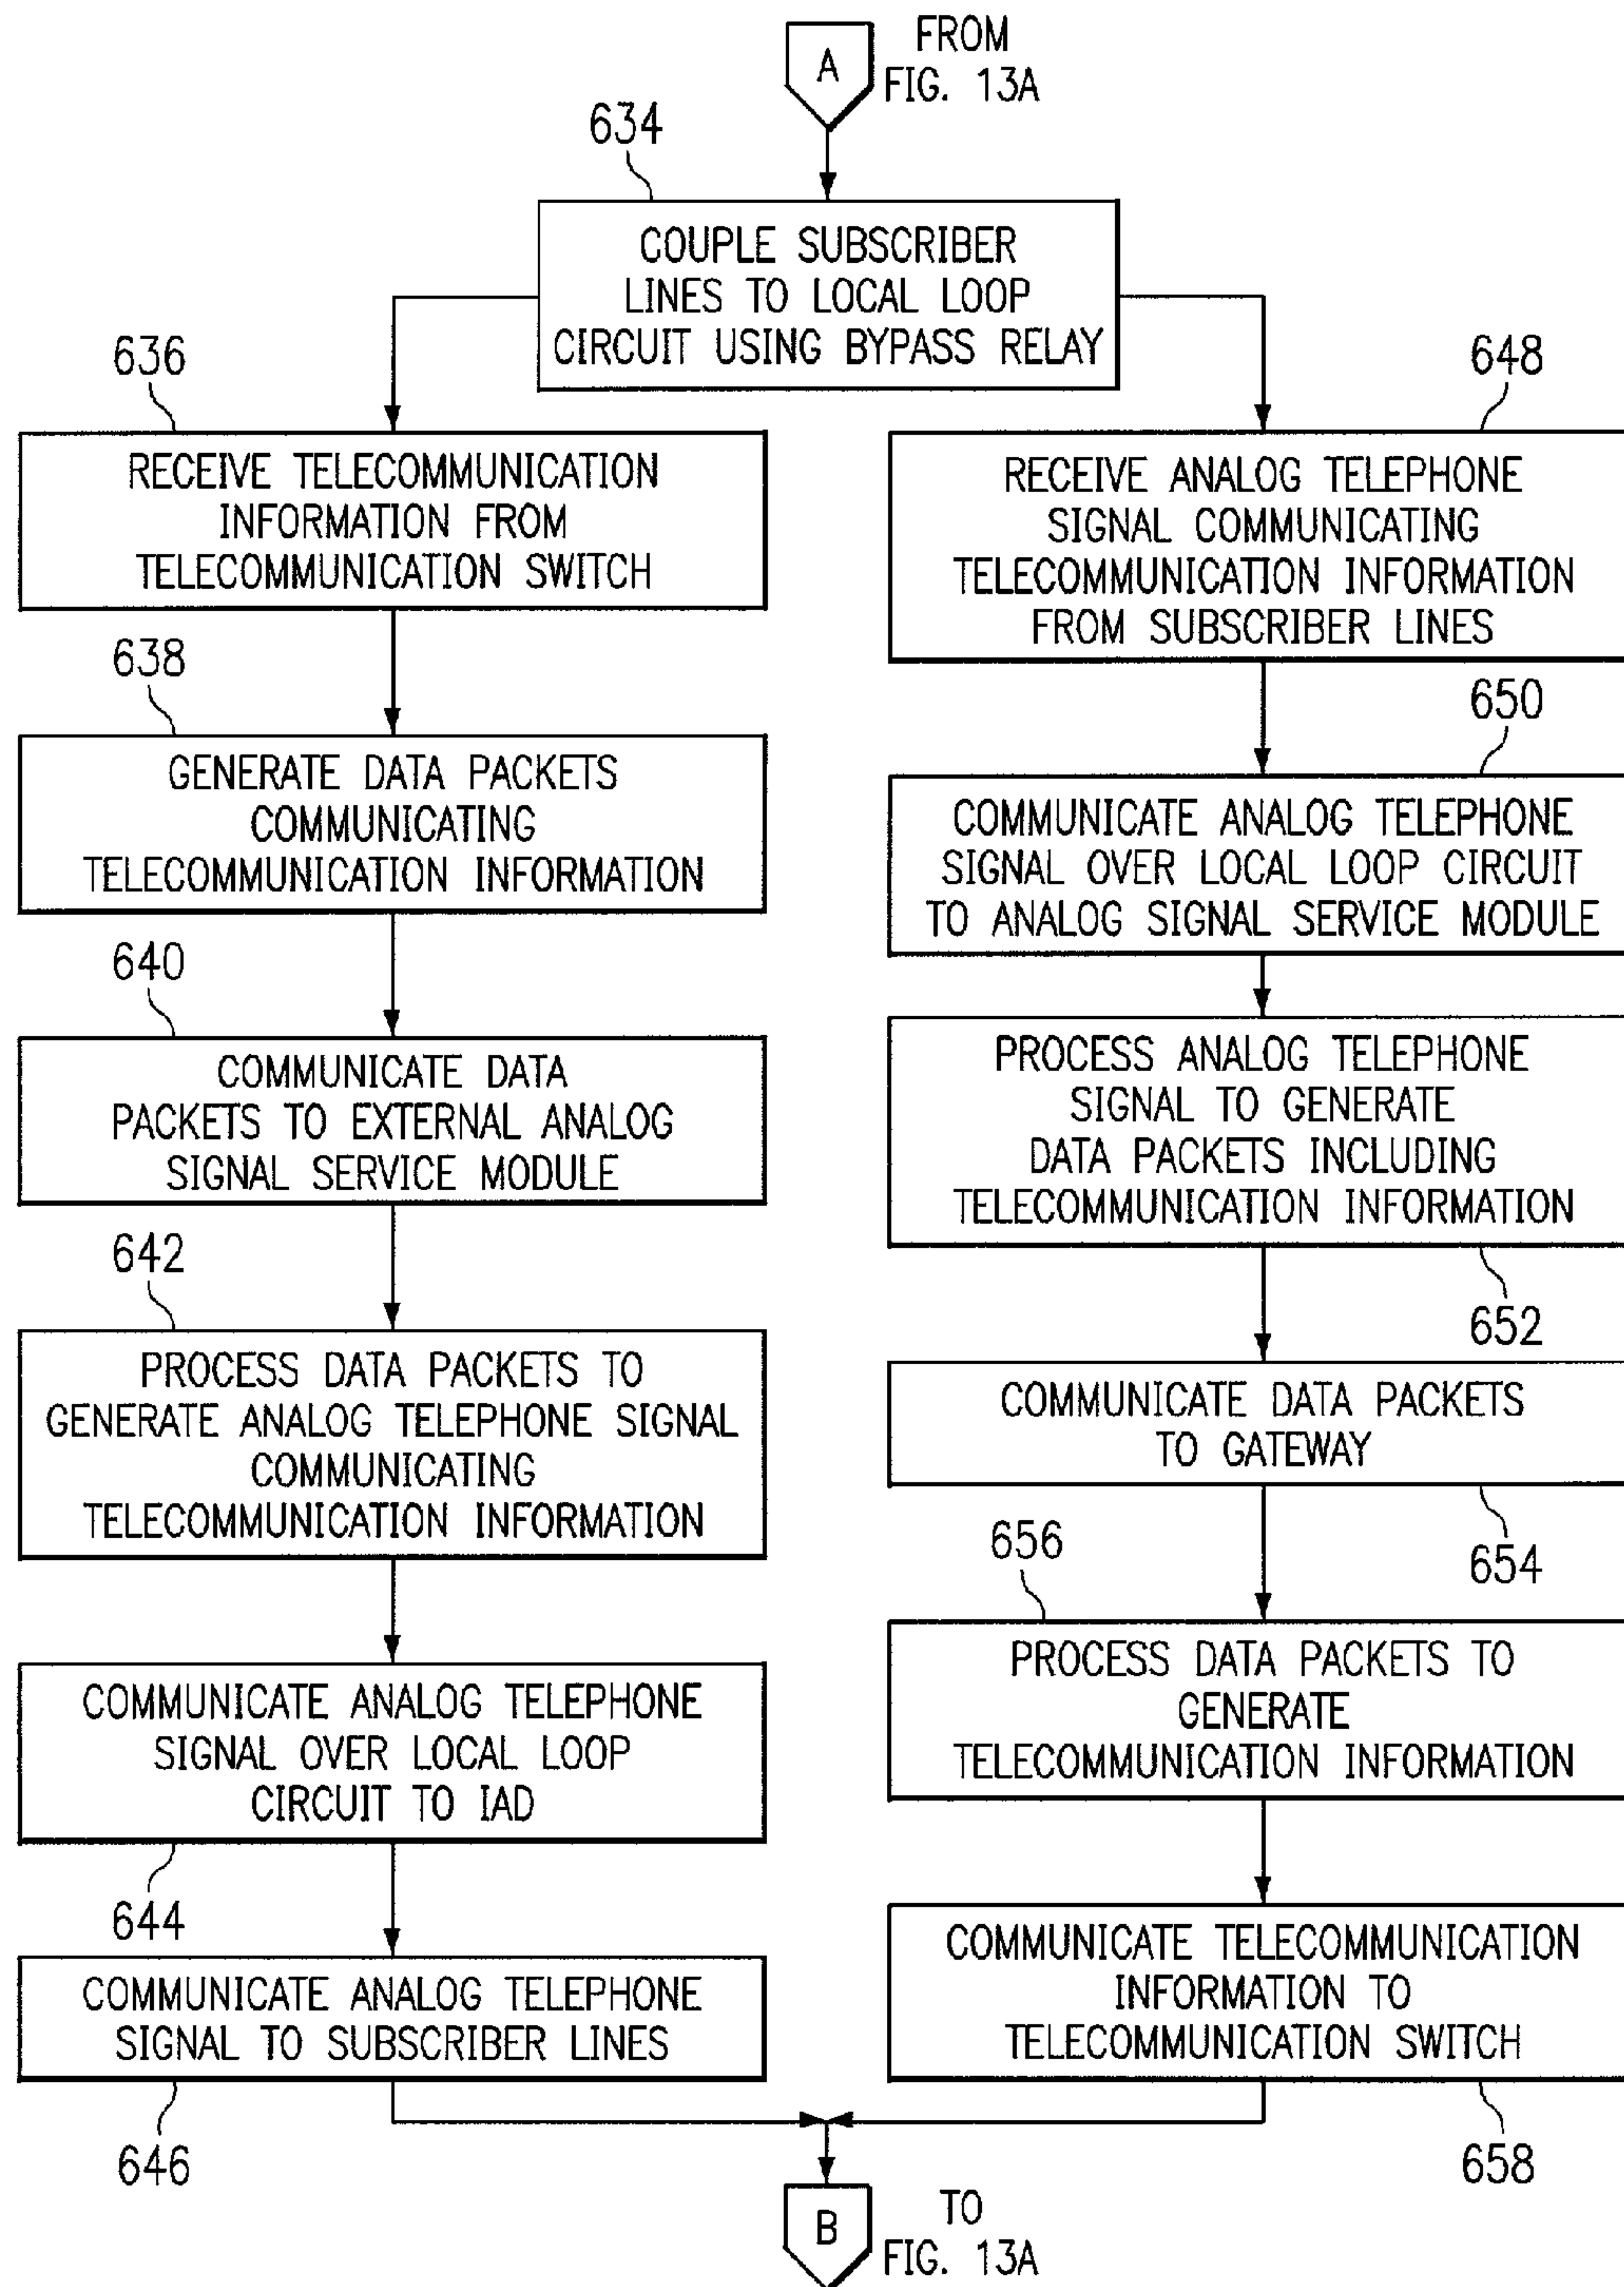 A
FROM
FIG. 13A
634
COUPLE SUBSCRIBER
LINES TO LOCAL LOOP
CIRCUIT USING BYPASS RELAY
636
RECEIVE TELECOMMUNICATION
INFORMATION FROM
TELECOMMUNICATION SWITCH
638
GENERATE DATA PACKETS
COMMUNICATING
TELECOMMUNICATION INFORMATION
640
COMMUNICATE DATA
PACKETS TO EXTERNAL ANALOG
SIGNAL SERVICE MODULE
642
PROCESS DATA PACKETS TO
GENERATE ANALOG TELEPHONE SIGNAL
COMMUNICATING
TELECOMMUNICATION INFORMATION
COMMUNICATE ANALOG TELEPHONE
SIGNAL OVER LOCAL LOOP
CIRCUIT TO IAD
644
COMMUNICATE ANALOG TELEPHONE
SIGNAL TO SUBSCRIBER LINES
646
648
RECEIVE ANALOG TELEPHONE
SIGNAL COMMUNICATING
TELECOMMUNICATION INFORMATION
FROM SUBSCRIBER LINES
650
COMMUNICATE ANALOG TELEPHONE
SIGNAL OVER LOCAL LOOP CIRCUIT
TO ANALOG SIGNAL SERVICE MODULE
PROCESS ANALOG TELEPHONE
SIGNAL TO GENERATE
DATA PACKETS INCLUDING
TELECOMMUNICATION INFORMATION
652
COMMUNICATE DATA PACKETS
TO GATEWAY
654
656
PROCESS DATA PACKETS TO
GENERATE
TELECOMMUNICATION INFORMATION
COMMUNICATE TELECOMMUNICATION
INFORMATION TO
TELECOMMUNICATION SWITCH
658
B
TO
FIG. 13A